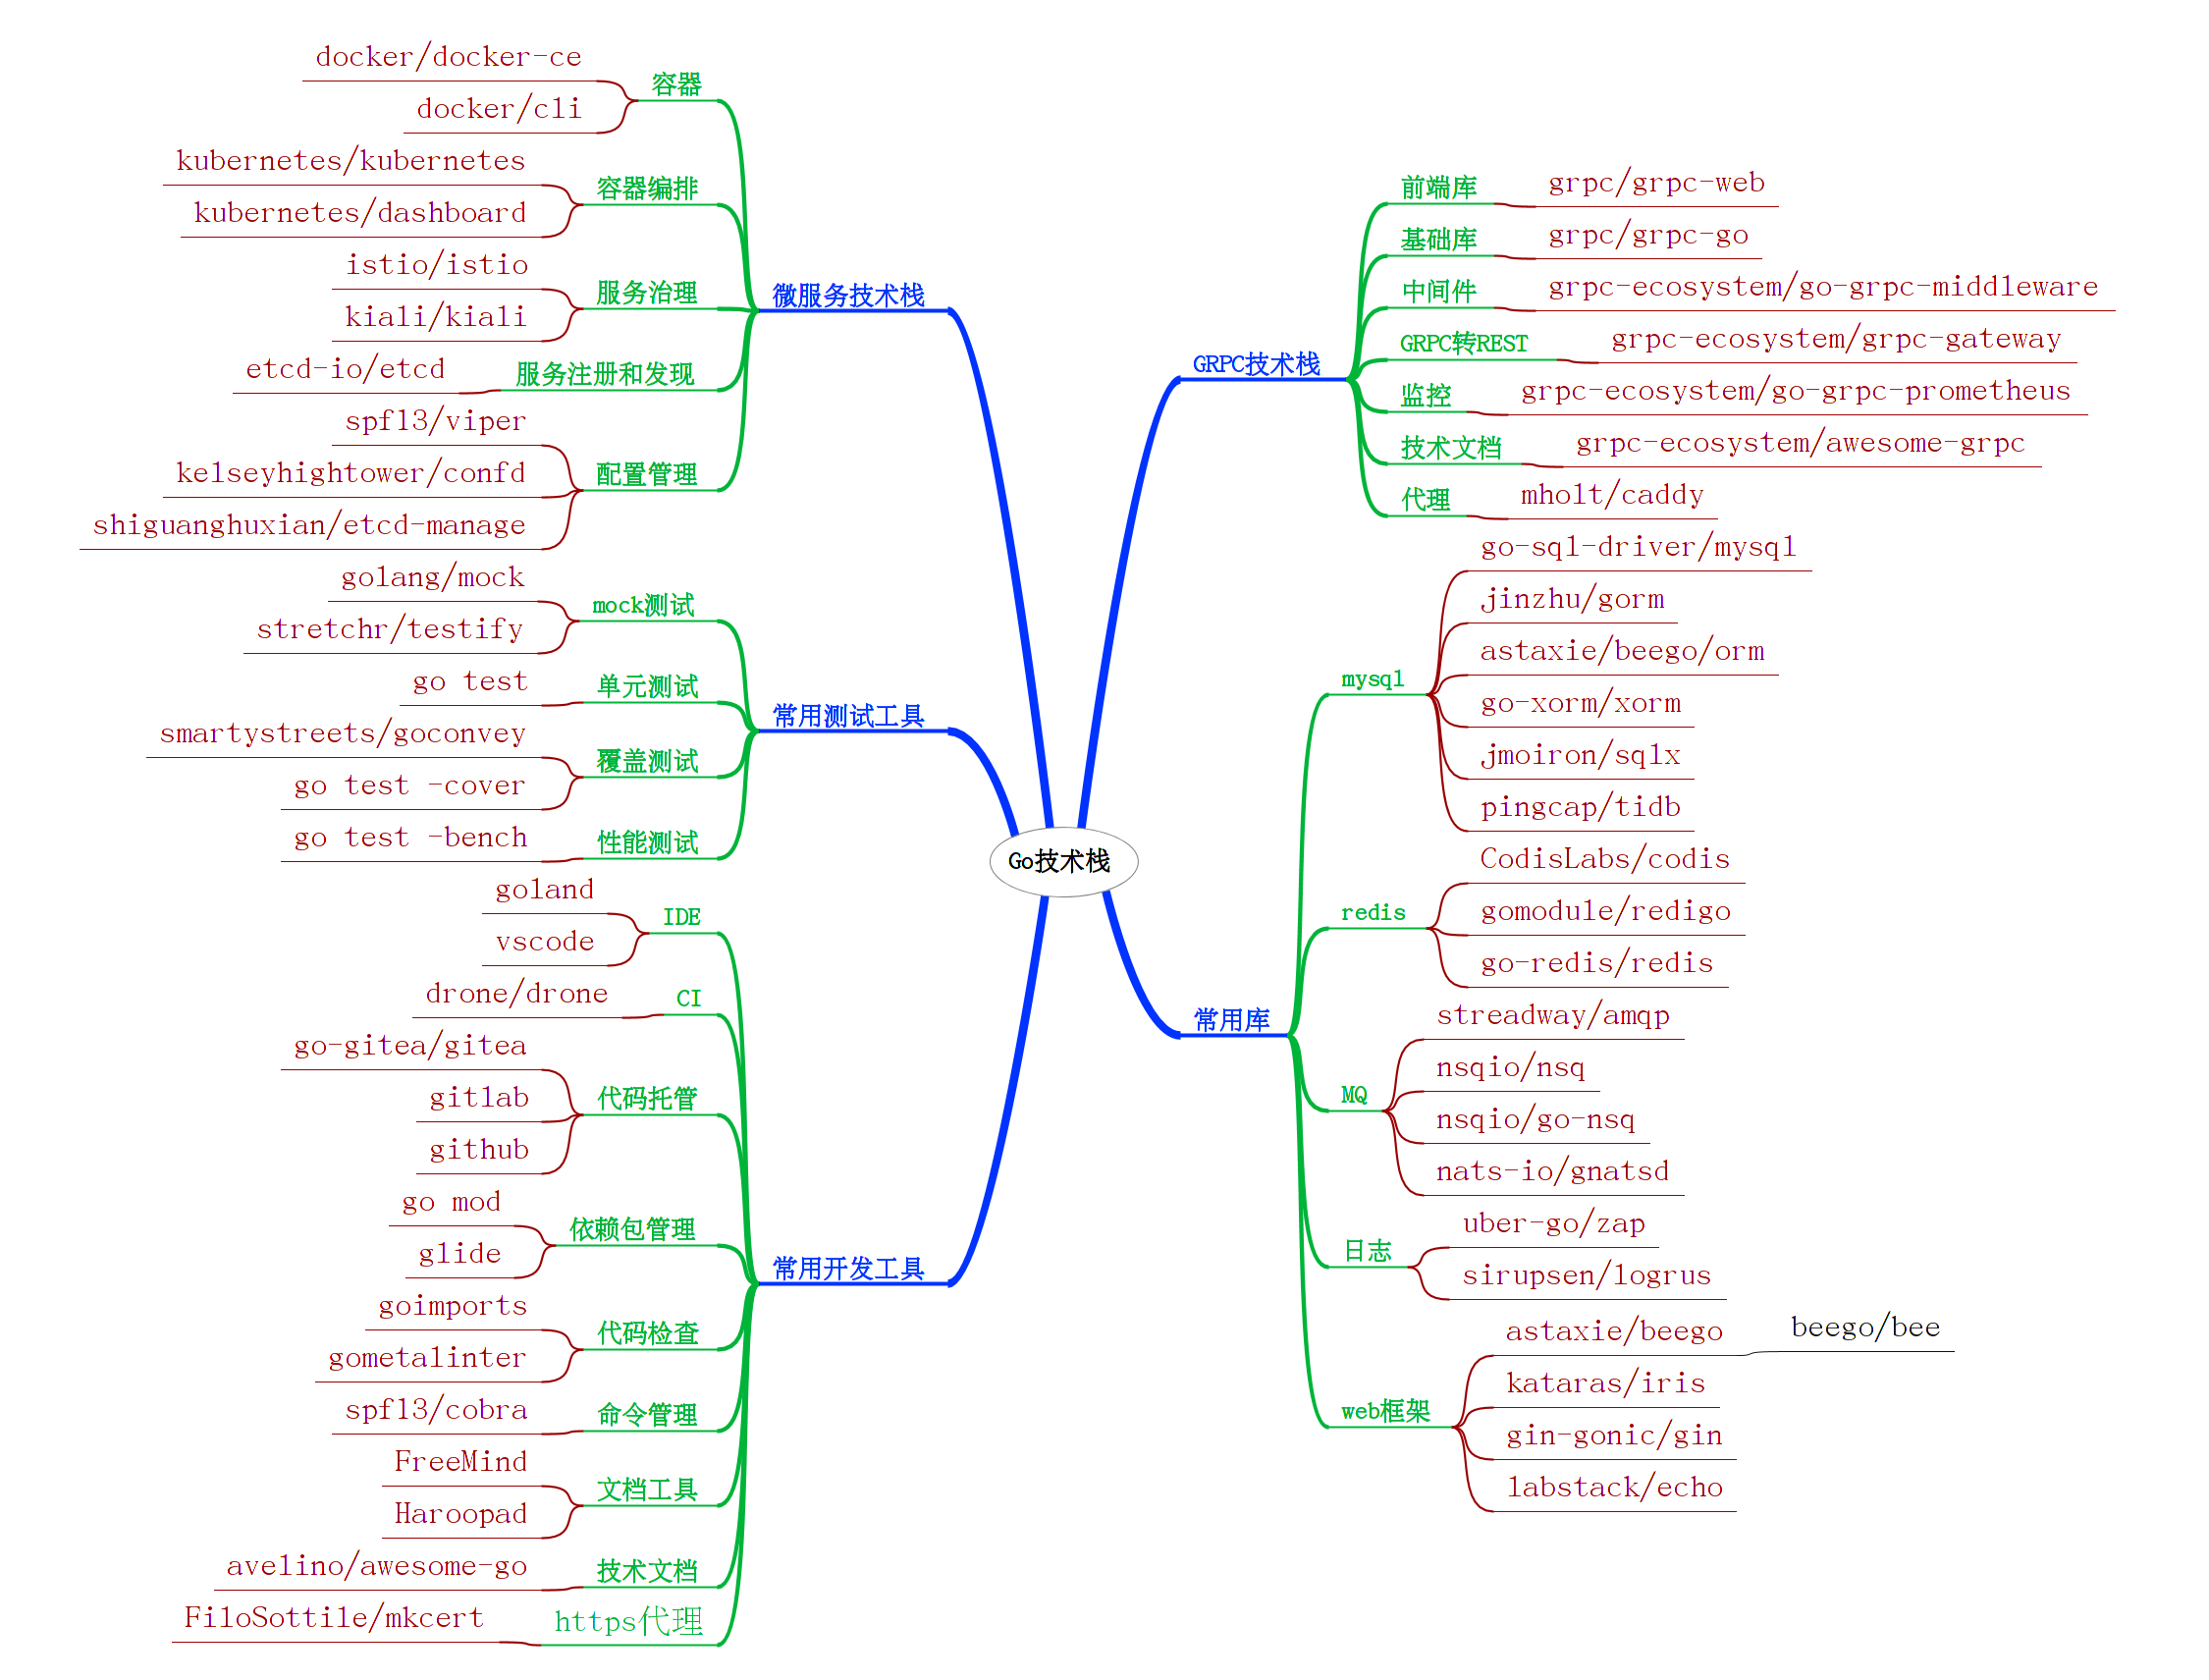 Go技术栈
微服务技术栈
容器
docker/docker-ce
docker/cli
容器编排
kubernetes/kubernetes
kubernetes/dashboard
服务治理
istio/istio
kiali/kiali
服务注册和发现
etcd-io/etcd
配置管理
spf13/viper
kelseyhightower/confd
shiguanghuxian/etcd-manage
常用测试工具
mock测试
golang/mock
stretchr/testify
单元测试
go test
覆盖测试
smartystreets/goconvey
go test -cover
性能测试
go test -bench
常用开发工具
IDE
goland
vscode
CI
drone/drone
代码托管
go-gitea/gitea
gitlab
github
依赖包管理
go mod
glide
代码检查
goimports
gometalinter
命令管理
spf13/cobra
文档工具
FreeMind
Haroopad
技术文档
avelino/awesome-go
https代理
FiloSottile/mkcert
GRPC技术栈
前端库
grpc/grpc-web
基础库
grpc/grpc-go
中间件
grpc-ecosystem/go-grpc-middleware
GRPC转REST
grpc-ecosystem/grpc-gateway
监控
grpc-ecosystem/go-grpc-prometheus
技术文档
grpc-ecosystem/awesome-grpc
代理
mholt/caddy
常用库
mysql
go-sql-driver/mysql
jinzhu/gorm
astaxie/beego/orm
go-xorm/xorm
jmoiron/sqlx
pingcap/tidb
redis
CodisLabs/codis
gomodule/redigo
go-redis/redis
MQ
streadway/amqp
nsqio/nsq
nsqio/go-nsq
nats-io/gnatsd
日志
uber-go/zap
sirupsen/logrus
web框架
astaxie/beego
beego/bee
kataras/iris
gin-gonic/gin
labstack/echo